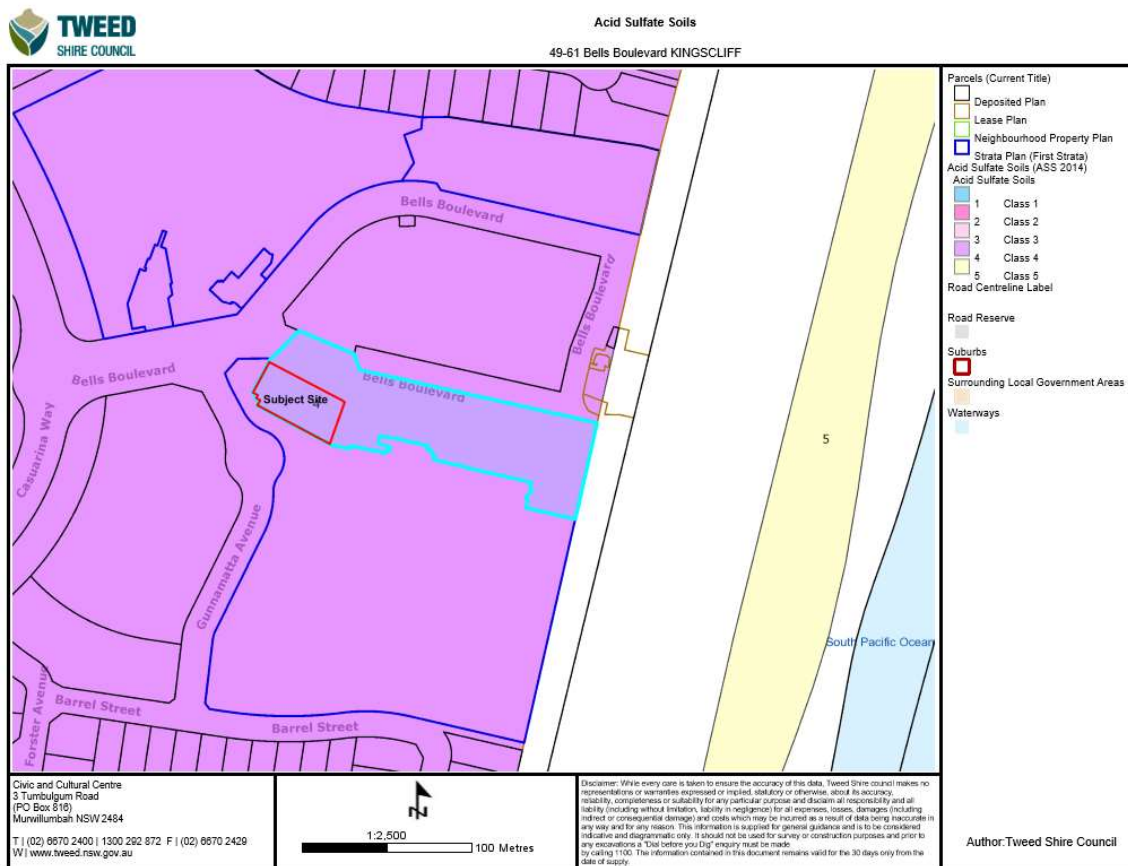 TWEED
SHIRE COUNCIL
Acid Sulfate Soils
49-61 Bells Boulevard KINGSCLIFF
Bells Boulevard
Bells Boulevard
Bells Boulevard
Bells Boulevard
Subject Site
4
Casuarina Way
Gunnamatta Avenue
5
South Pacific Ocean
Forster Avenue
Barrel Street
Barrel Street
Parcels (Current Title)
Deposited Plan
Lease Plan
Neighbourhood Property Plan
Strata Plan (First Strata)
Acid Sulfate Soils (ASS 2014)
Acid Sulfate Soils
1 Class 1
2 Class 2
3 Class 3
4 Class 4
5 Class 5
Road Centreline Label
Road Reserve
Suburbs
Surrounding Local Government Areas
Waterways
Civic and Cultural Centre
3 Tumbulgum Road
(PO Box 816)
Murwillumbah NSW 2484
T | (02) 6670 2400 | 1300 292 872 F | (02) 6670 2429
W | www.tweed.nsw.gov.au
N
1:2,500
100 Metres
Disclaimer: While every care is taken to ensure the accuracy of this data, Tweed Shire council makes no
representations or warranties expressed or implied, statutory or otherwise, about its accuracy,
reliability, completeness or suitability for any particular purpose and disclaim all responsibility and all
liability (including without limitation, liability in negligence) for all expenses, losses, damages (including
indirect or consequential damage) and costs which may be incurred as a result of data being inaccurate in
any way and for any reason. This information is supplied for general guidance and is to be considered
indicative and diagrammatic only. It should not be used for survey or construction purposes and prior to
any excavations a "Dial before you Dig" enquiry must be made
by calling 1100. The information contained in this document remains valid for the 30 days only from the
date of supply.
Author:Tweed Shire Council